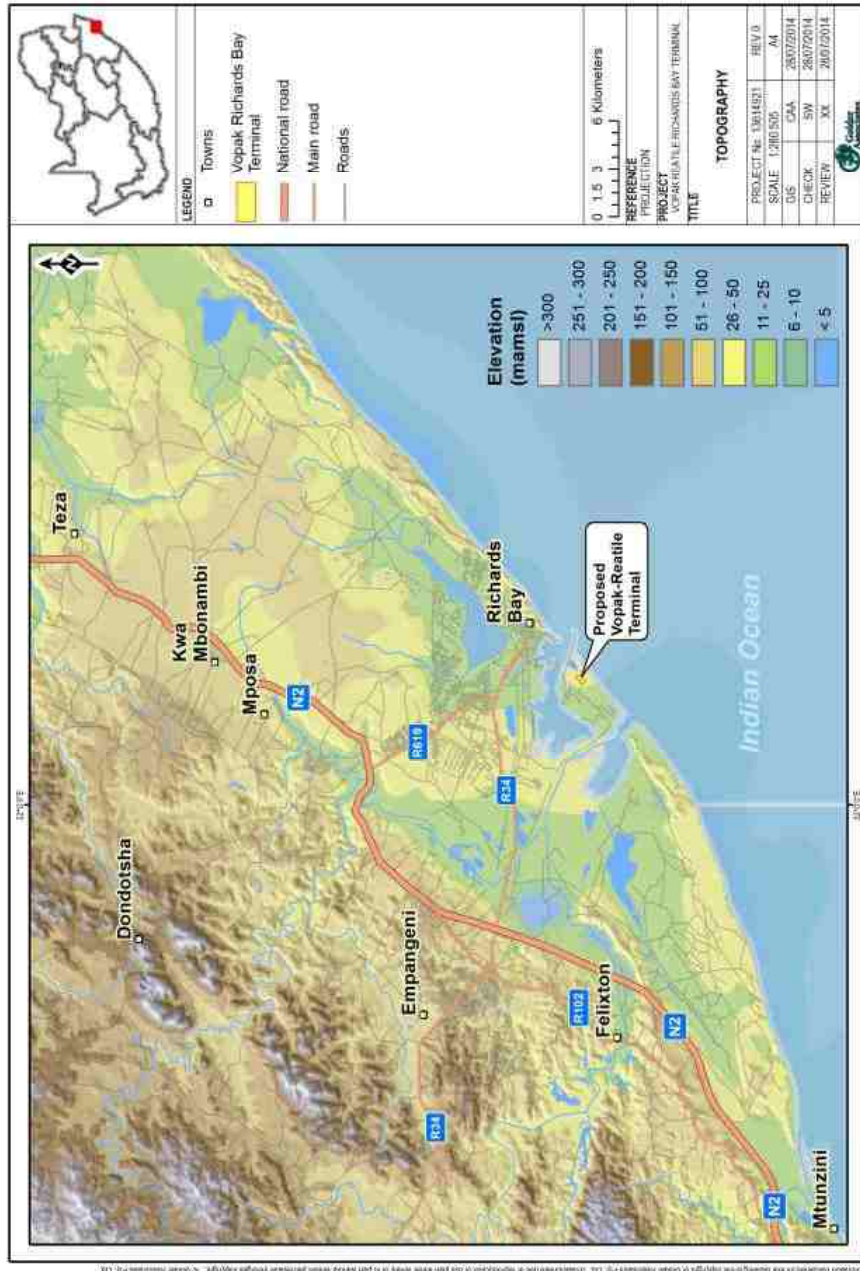 LEGEND
Towns
Vopak Richards Bay
Terminal
National road
Main road
Roads
0 1.5 3 6 Kilometers
REFERENCE
PROJECTION
PROJECT
VOPAK REATILE RICHARDS BAY TERMINAL
TITLE
TOPOGRAPHY
PROJECT No. 13614921 REV 0
SCALE A4
GIS CAA 28/07/2014
CHECK SW 28/07/2014
REVIEW XX 28/07/2014
Golder
Associates
N
Teza
Kwa
Mbonambi
Mposa
N2
Dondotsha
R619
Richards
Bay
R34
Proposed
Vopak-Reatile
Terminal
Empangeni
R34
R102
Felixton
N2
N2
Mtunzini
Indian Ocean
Elevation
(mamsl)
>300
251 - 300
201 - 250
151 - 200
101 - 150
51 - 100
26 - 50
11 - 25
6 - 10
< 5